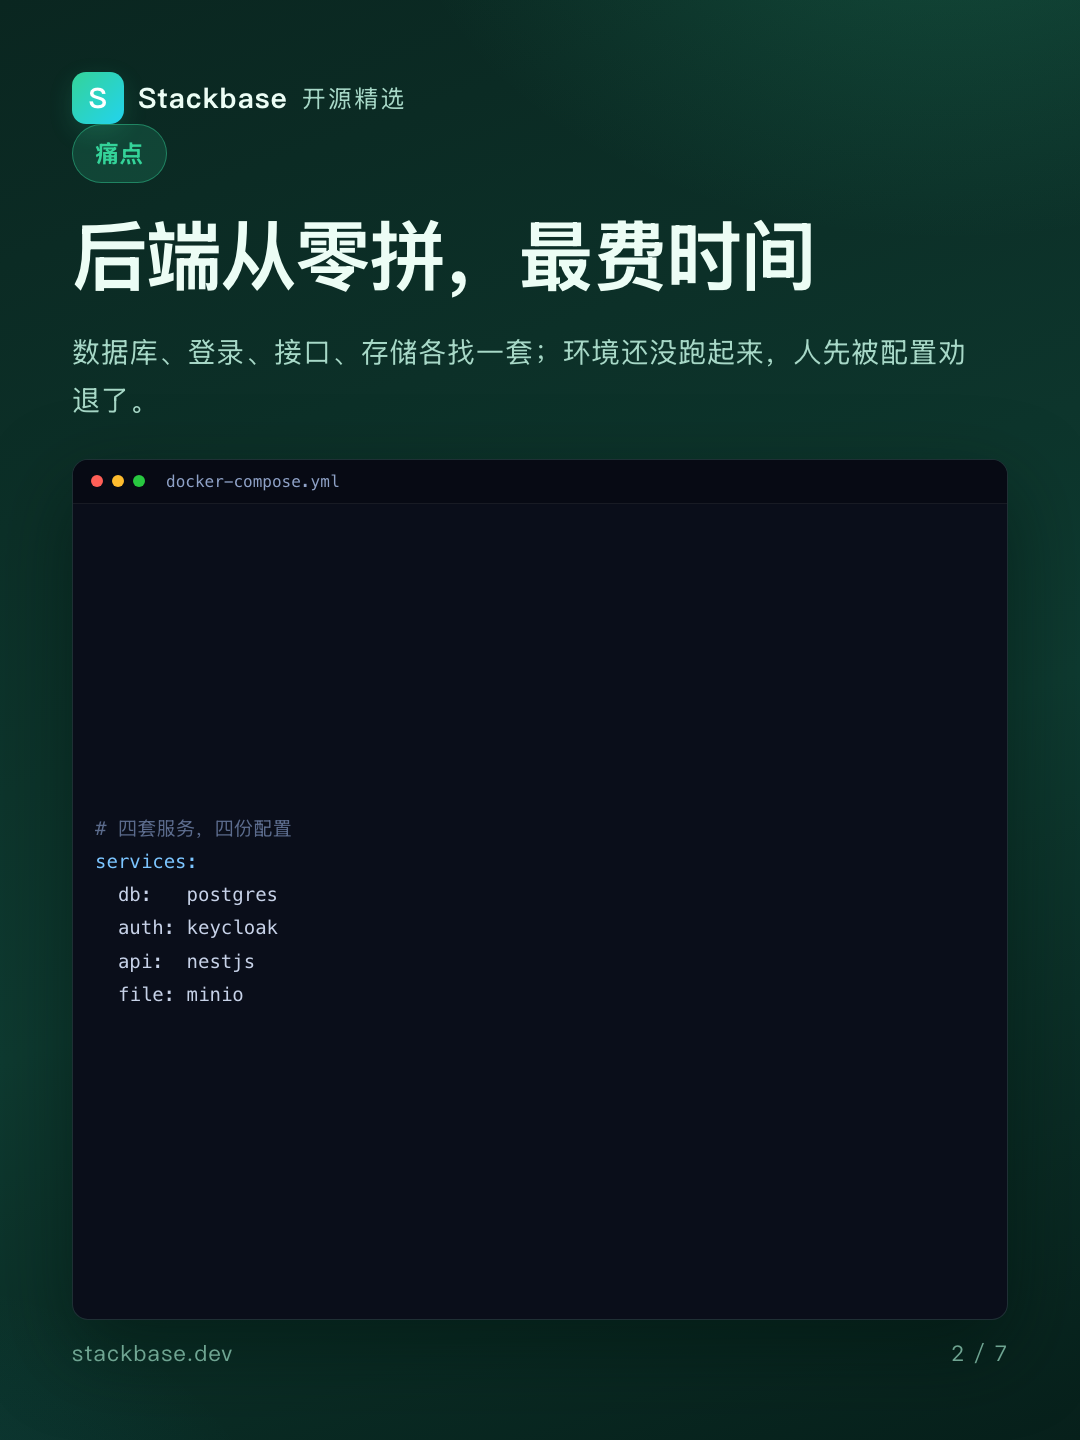 S Stackbase 开源精选
痛点
后端从零拼，最费时间
数据库、登录、接口、存储各找一套；环境还没跑起来，人先被配置劝
退了。
docker-compose.yml
# 四套服务，四份配置
services:
  db:   postgres
  auth: keycloak
  api:  nestjs
  file: minio
stackbase.dev
2 / 7